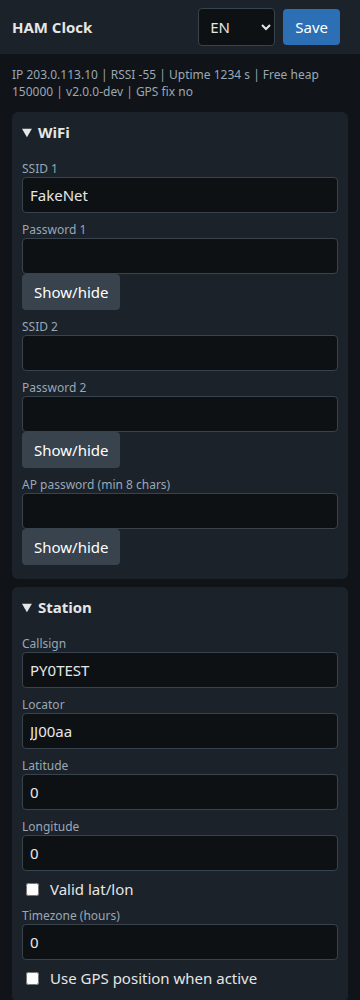 HAM Clock EN Save
IP 203.0.113.10 | RSSI -55 | Uptime 1234 s | Free heap
150000 | v2.0.0-dev | GPS fix no
▼ WiFi
SSID 1
FakeNet
Password 1
Show/hide
SSID 2
Password 2
Show/hide
AP password (min 8 chars)
Show/hide
▼ Station
Callsign
PY0TEST
Locator
JJ00aa
Latitude
0
Longitude
0
Valid lat/lon
Timezone (hours)
0
Use GPS position when active